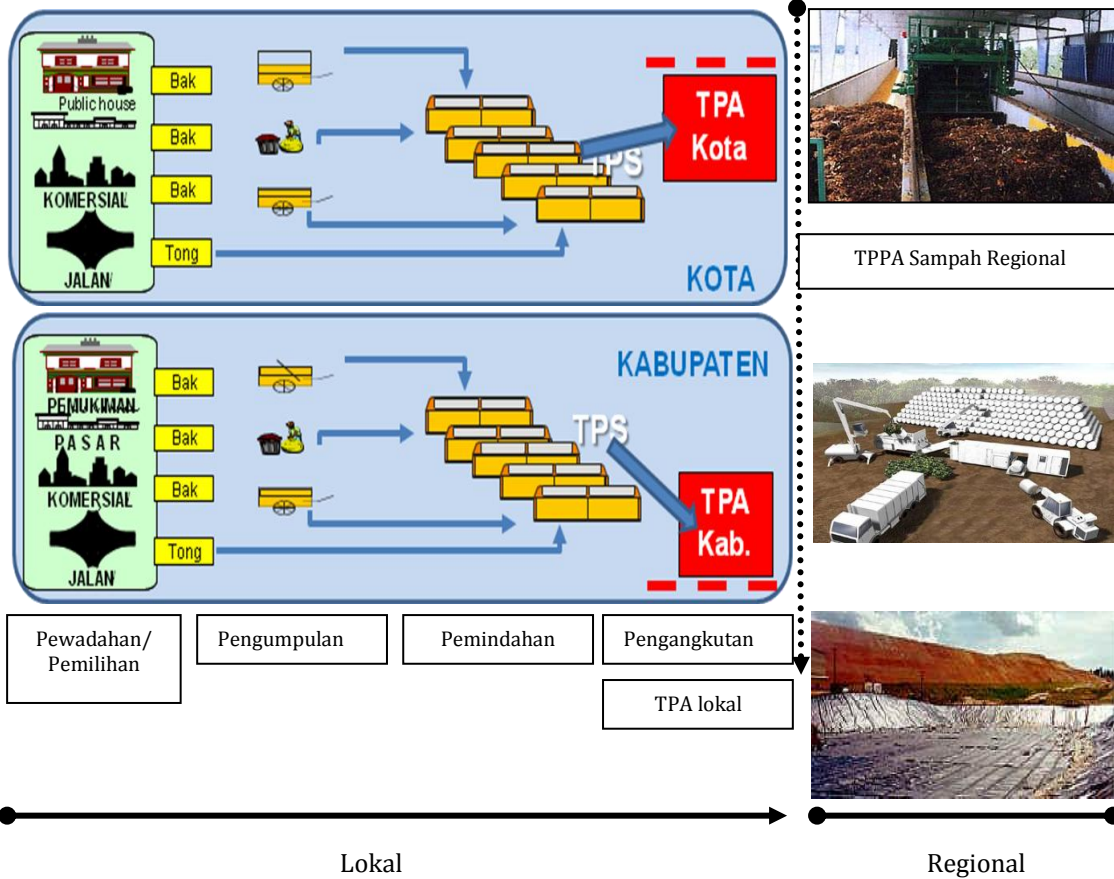 Public house
KOMERSIAL
JALAN/
Bak
Bak
Bak
Tong
TPS
TPA
Kota
KOTA
TPPA Sampah Regional
PEMUKIMAN
PASAR
KOMERSIAL
JALAN/
Bak
Bak
Bak
Tong
KABUPATEN
TPS
TPA
Kab.
Pewadahan/
Pemilihan
Pengumpulan
Pemindahan
Pengangkutan
TPA lokal
Lokal
Regional